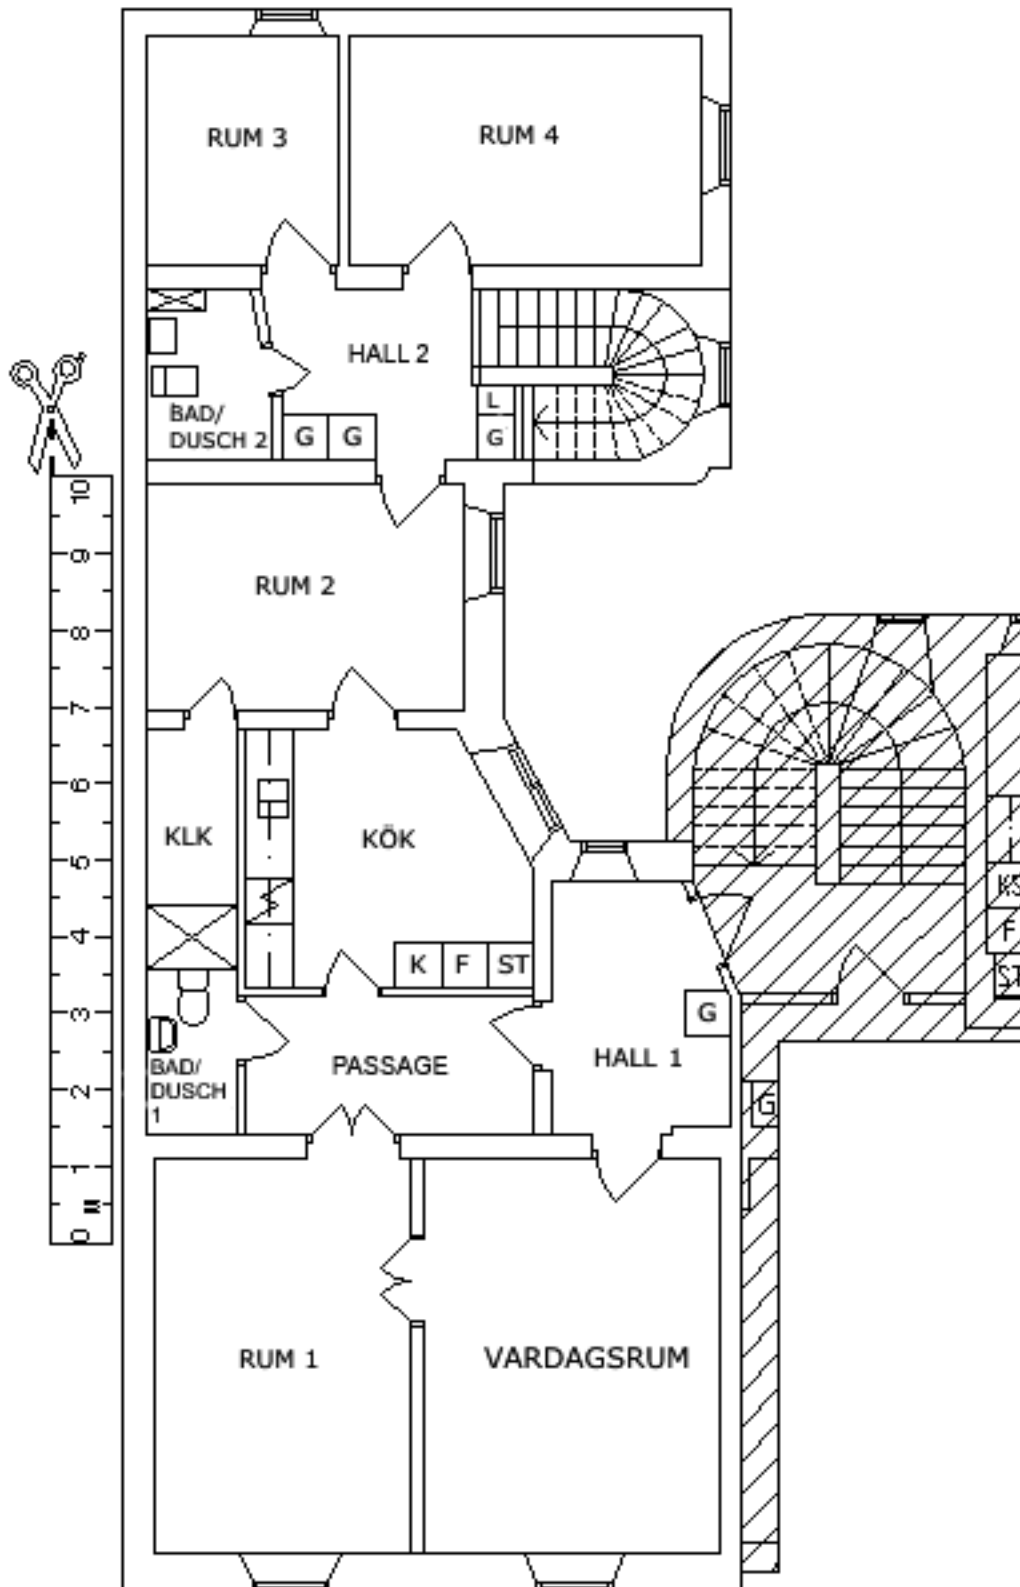 RUM 3
RUM 4
HALL 2
BAD/
DUSCH 2
G
G
L
G
RUM 2
KLK
KÖK
K
F
ST
G
HALL 1
PASSAGE
BAD/
DUSCH
1
RUM 1
VARDAGSRUM
10
9
8
7
6
5
4
3
2
1
M
0
KS
F
ST
G